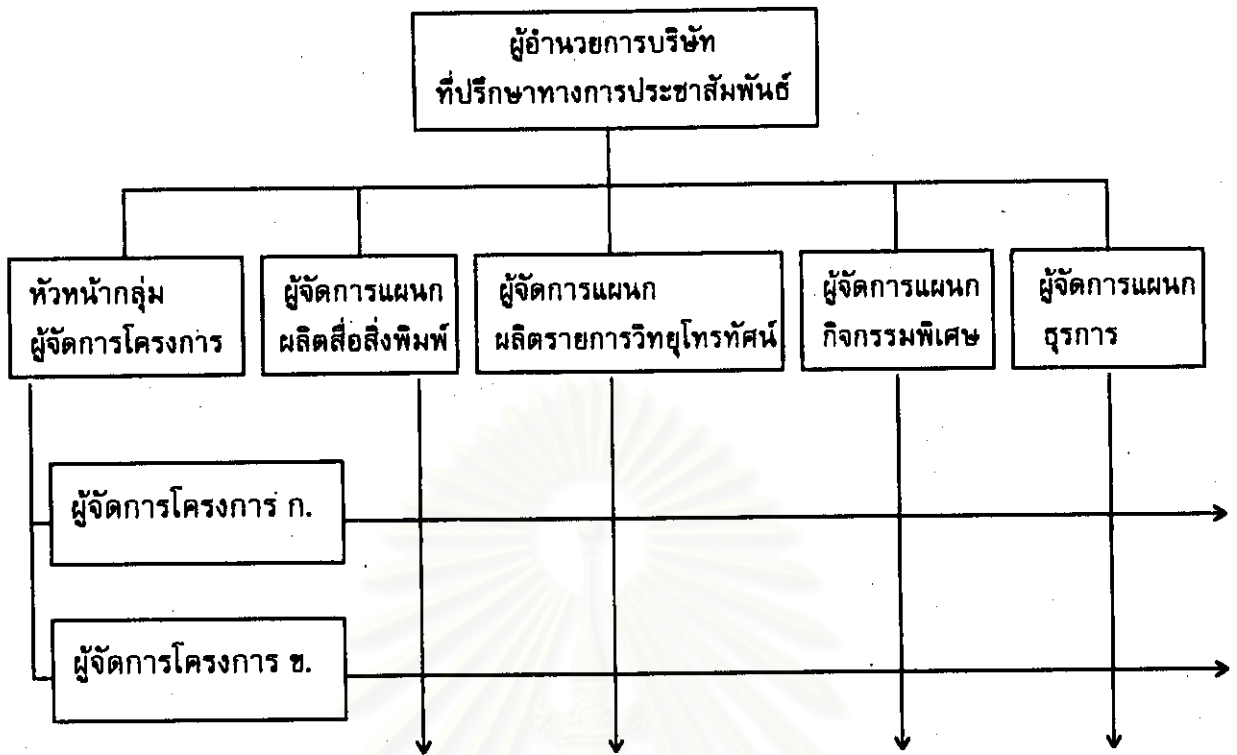 ผู้อำนวยการบริษัท
ที่ปรึกษาทางการประชาสัมพันธ์
หัวหน้ากลุ่ม
ผู้จัดการโครงการ
ผู้จัดการแผนก
ผลิตสื่อสิ่งพิมพ์
ผู้จัดการแผนก
ผลิตรายการวิทยุโทรทัศน์
ผู้จัดการแผนก
กิจกรรมพิเศษ
ผู้จัดการแผนก
ธุรการ
ผู้จัดการโครงการ ก.
ผู้จัดการโครงการ ข.